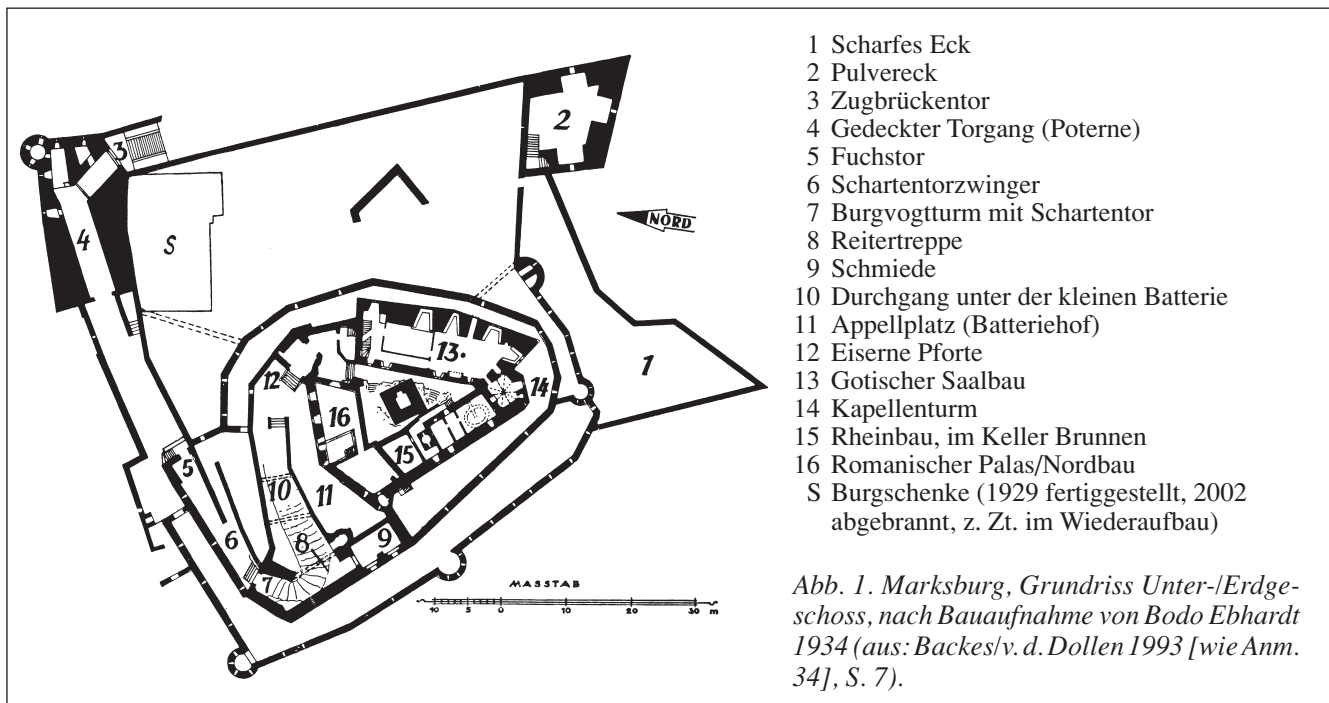 1 Scharfes Eck
2 Pulvereck
3 Zugbrückentor
4 Gedeckter Torgang (Poterne)
5 Fuchstor
6 Schartentorzwinger
7 Burgvogtturm mit Schartentor
8 Reitertreppe
9 Schmiede
10 Durchgang unter der kleinen Batterie
11 Appellplatz (Batteriehof)
12 Eiserne Pforte
13 Gotischer Saalbau
14 Kapellenturm
15 Rheinbau, im Keller Brunnen
16 Romanischer Palas/Nordbau
S Burgschenke (1929 fertiggestellt, 2002
abgebrannt, z. Zt. im Wiederaufbau)
Abb. 1. Marksburg, Grundriss Unter-/Erdge-
schoss, nach Bauaufnahme von Bodo Ebhardt
1934 (aus: Backes/v. d. Dollen 1993 [wie Anm.
34], S. 7).
2
3
4
S
NORD
1
13
12
14
16
15
5
10
11
6
8
9
7
MASSTAB
10 5 0 10 20 30
m